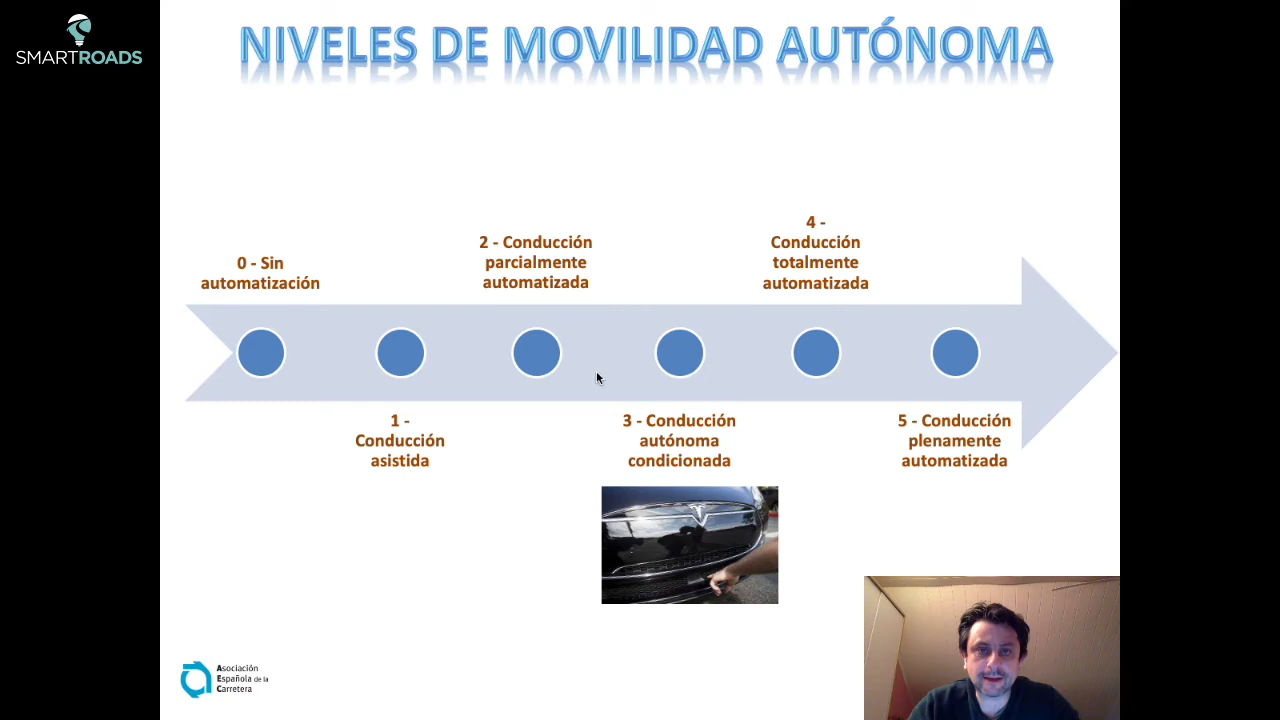 SMARTROADS
NIVELES DE MOVILIDAD AUTÓNOMA
0 - Sin
automatización
1 -
Conducción
asistida
2 - Conducción
parcialmente
automatizada
3 - Conducción
autónoma
condicionada
4 -
Conducción
totalmente
automatizada
5 - Conducción
plenamente
automatizada
Asociación
Española de la
Carretera